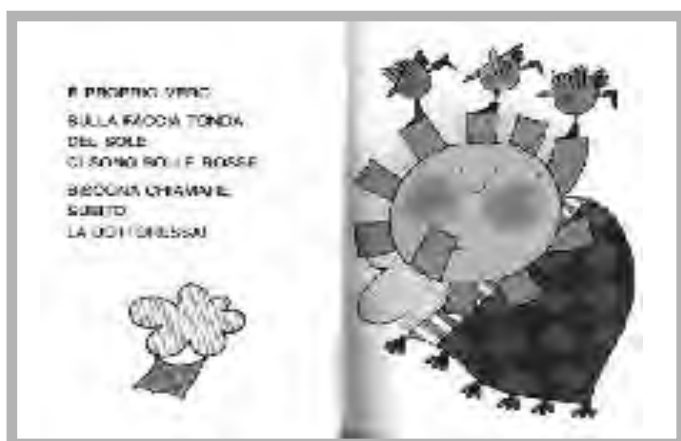 È PROPRIO VERO
SULLA FACCIA TONDA
DEL SOLE
CI SONO BOLLE ROSSE
BISOGNA CHIAMARE
SUBITO
LA DOTTORESSA!